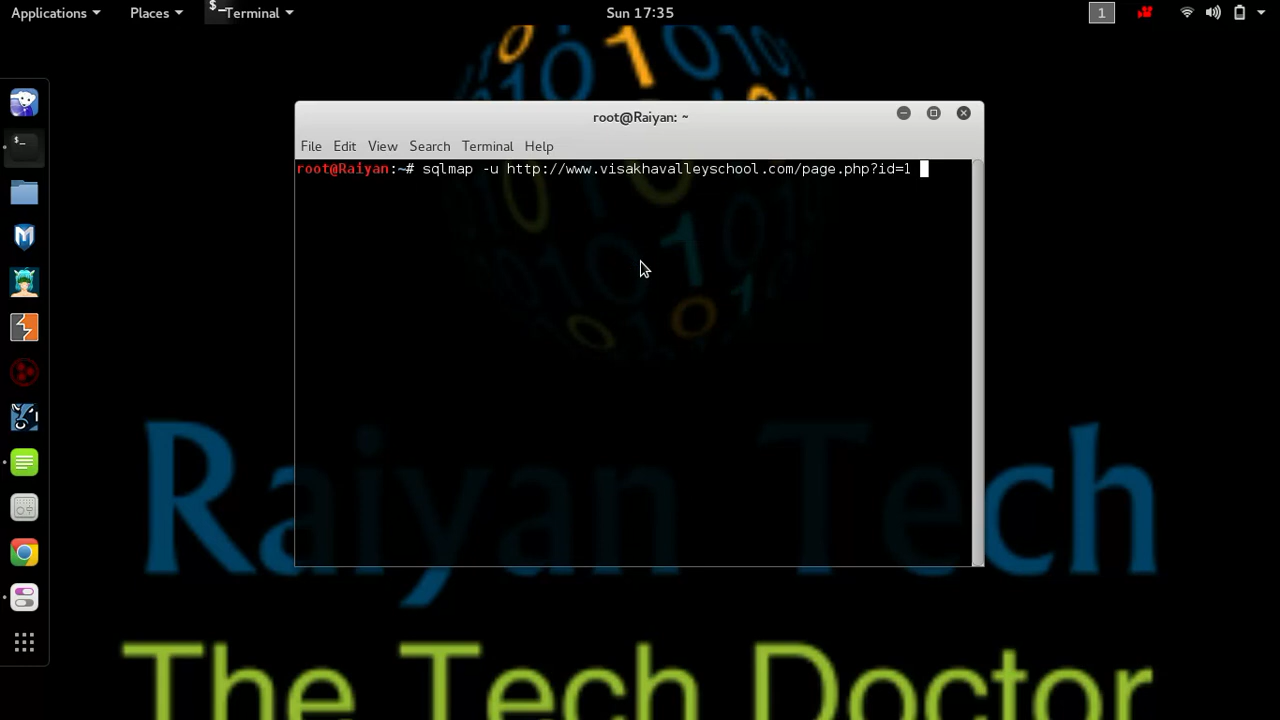 Applications Places Terminal Sun 17:35 1
root@Raiyan: ~
File Edit View Search Terminal Help
root@Raiyan:~# sqlmap -u http://www.visakhavalleyschool.com/page.php?id=1
Raiyan Tech
The Tech Doctor